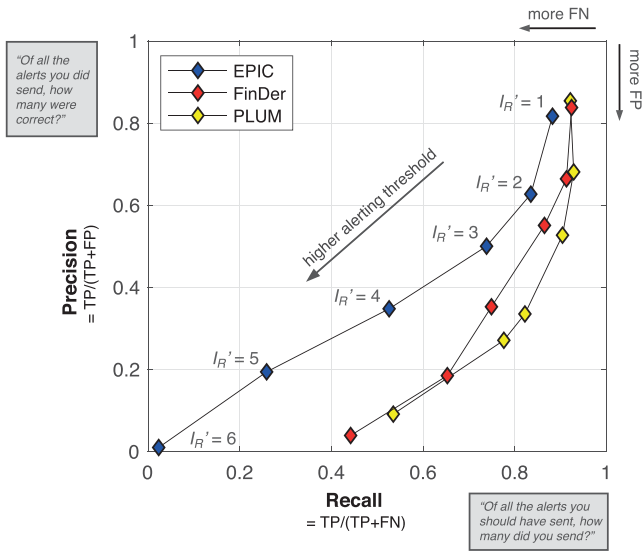 more FN
more FP
"Of all the
alerts you did
send, how
many were
correct?"
1
0.8
0.6
0.4
0.2
0
Precision
= TP/(TP+FP)
EPIC
FinDer
PLUM
I_R' = 1
I_R' = 2
I_R' = 3
I_R' = 4
I_R' = 5
I_R' = 6
higher alerting threshold
0
0.2
0.4
0.6
0.8
1
Recall
= TP/(TP+FN)
"Of all the alerts you
should have sent, how
many did you send?"